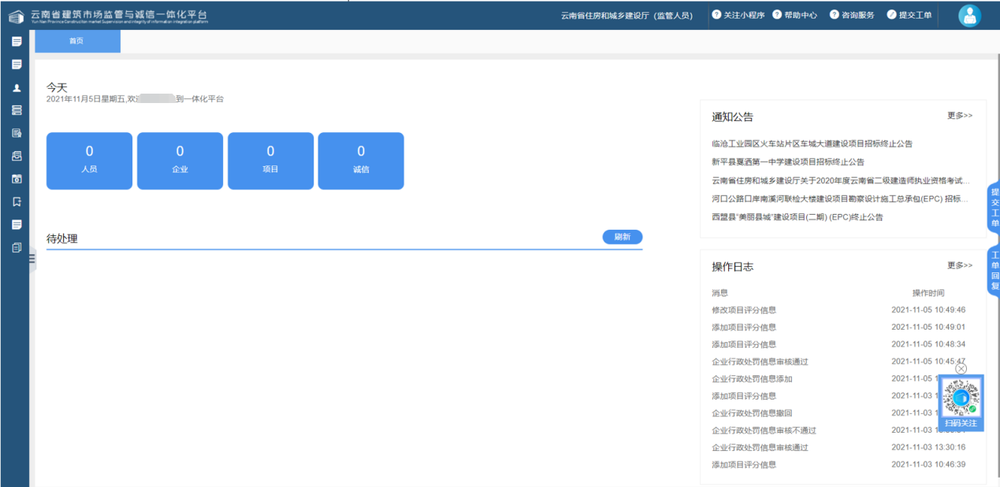 云南省建筑市场监管与诚信一体化平台
Yun Nan Province Construction market Supervision and integrity of information integration platform
云南省住房和城乡建设厅（监管人员）
关注小程序
帮助中心
咨询服务
提交工单
首页
今天
2021年11月5日星期五,欢
到一体化平台
0
人员
0
企业
0
项目
0
诚信
待处理
刷新
通知公告
更多>>
临沧工业园区火车站片区车城大道建设项目招标终止公告
新平县戛洒第一中学建设项目招标终止公告
云南省住房和城乡建设厅关于2020年度云南省二级建造师执业资格考试...
河口公路口岸南溪河联检大楼建设项目勘察设计施工总承包(EPC) 招标...
西盟县“美丽县城”建设项目(二期) (EPC)终止公告
操作日志
更多>>
消息 操作时间
修改项目评分信息 2021-11-05 10:49:46
添加项目评分信息 2021-11-05 10:49:01
添加项目评分信息 2021-11-05 10:48:34
企业行政处罚信息审核通过 2021-11-05 10:45:47
企业行政处罚信息添加 2021-11-05
添加项目评分信息 2021-11-03
企业行政处罚信息撤回 2021-11-03
企业行政处罚信息审核不通过 2021-11-03
企业行政处罚信息审核通过 2021-11-03 13:30:16
添加项目评分信息 2021-11-03 10:46:39
扫码关注
提交工单
工单回复